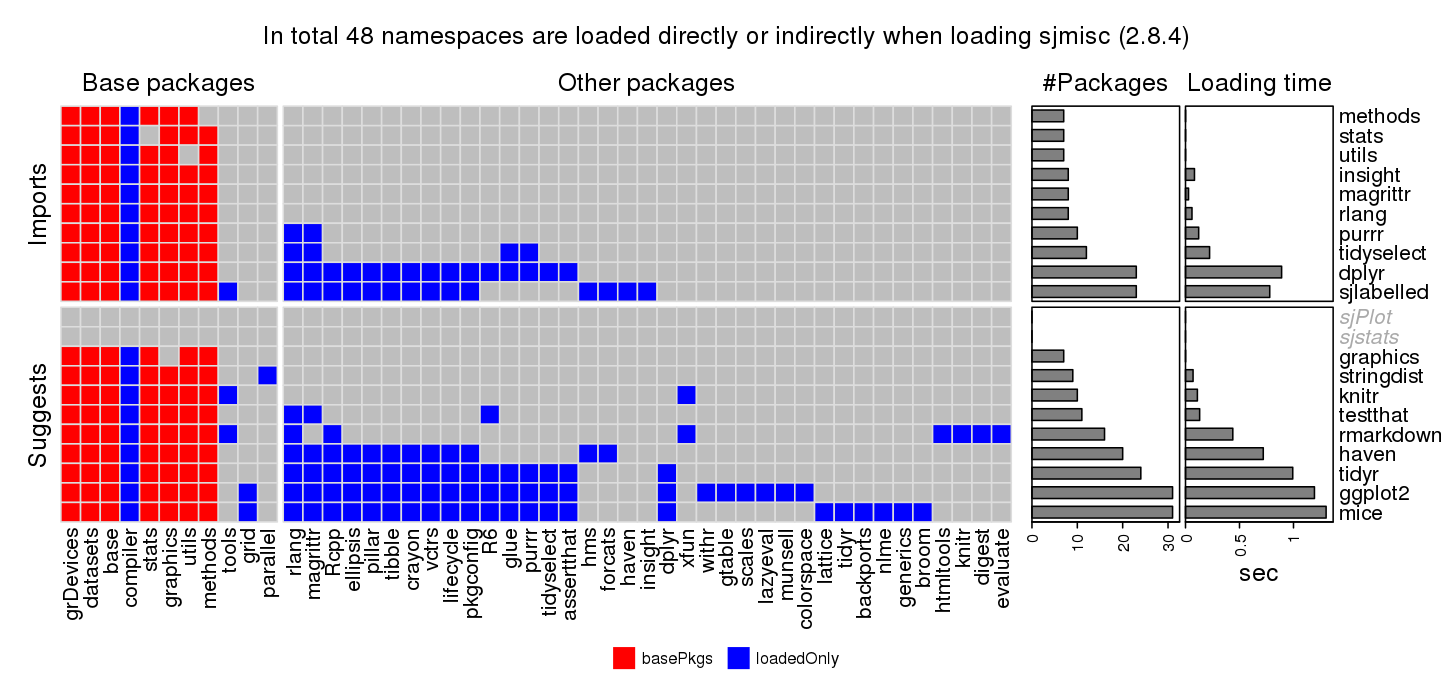 In total 48 namespaces are loaded directly or indirectly when loading sjmisc (2.8.4)
Base packages
Other packages
#Packages
Loading time
Imports
methods
stats
utils
insight
magrittr
rlang
purrr
tidyselect
dplyr
sjlabelled
Suggests
sjPlot
sjstats
graphics
stringdist
knitr
testthat
rmarkdown
haven
tidyr
ggplot2
mice
grDevices
datasets
base
compiler
stats
graphics
utils
methods
tools
grid
parallel
rlang
magrittr
Rcpp
ellipsis
pillar
tibble
crayon
vctrs
lifecycle
pkgconfig
R6
glue
purrr
tidyselect
assertthat
hms
forcats
haven
insight
dplyr
xfun
withr
gtable
scales
lazyeval
munsell
colorspace
lattice
tidyr
backports
nlme
generics
broom
htmltools
knitr
digest
evaluate
0
10
20
30
0
0.5
1
sec
basePkgs
loadedOnly